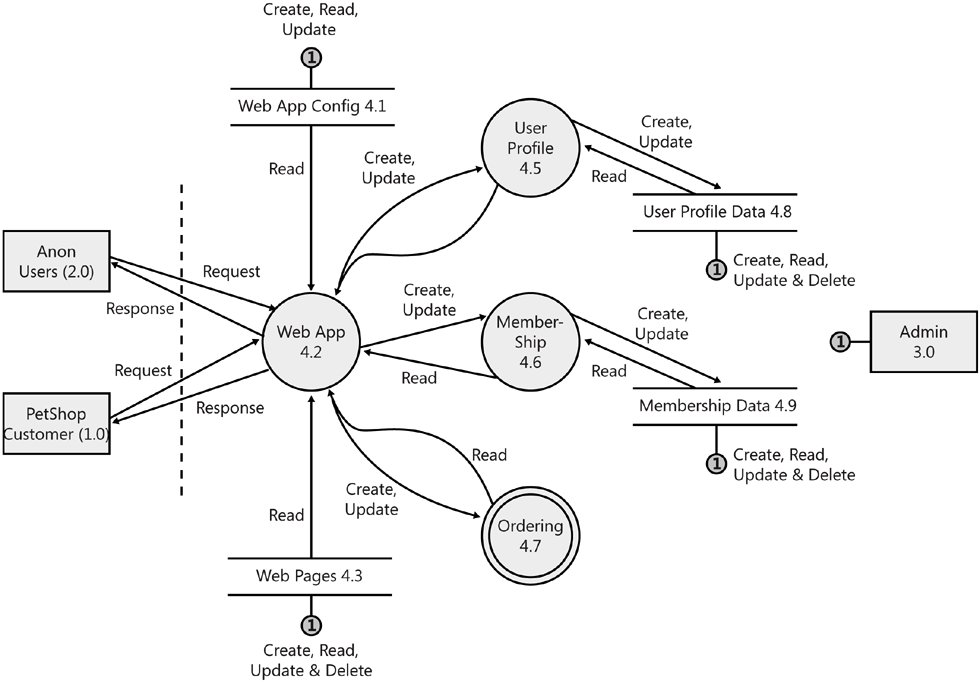 Create, Read,
Update
1
Web App Config 4.1
Read
Create,
Update
User
Profile
4.5
Create,
Update
Read
User Profile Data 4.8
1
Create, Read,
Update & Delete
Anon
Users (2.0)
Request
Response
Web App
4.2
Create,
Update
Read
Member-
Ship
4.6
Create,
Update
Read
Membership Data 4.9
1
Create, Read,
Update & Delete
1
Admin
3.0
PetShop
Customer (1.0)
Request
Response
Read
Create,
Update
Read
Ordering
4.7
Web Pages 4.3
1
Create, Read,
Update & Delete